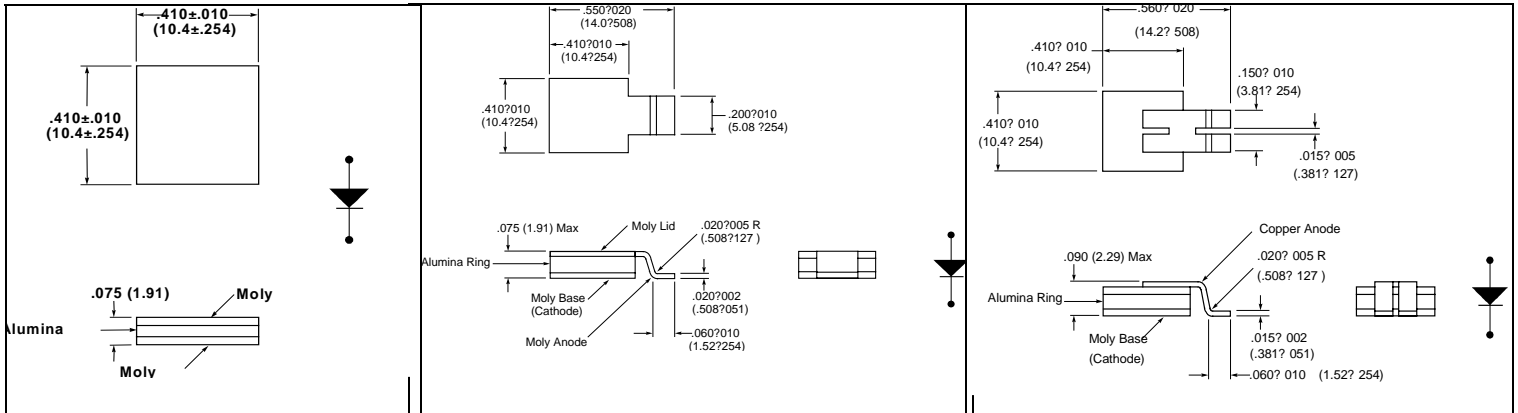 .410±.010
(10.4±.254)
.410±.010
(10.4±.254)
.075 (1.91)
Moly
Alumina
Moly
.550?020
(14.0?508)
.410?010
(10.4?254)
.410?010
(10.4?254)
.200?010
(5.08 ?254)
.075 (1.91) Max
Moly Lid
.020?005 R
(.508?127 )
Alumina Ring
Moly Base
(Cathode)
.020?002
(.508?051)
Moly Anode
.060?010
(1.52?254)
.560? 020
(14.2? 508)
.410? 010
(10.4? 254)
.150? 010
(3.81? 254)
.410? 010
(10.4? 254)
.015? 005
(.381? 127)
Copper Anode
.090 (2.29) Max
.020? 005 R
(.508? 127 )
Alumina Ring
Moly Base
(Cathode)
.015? 002
(.381? 051)
.060? 010 (1.52? 254)